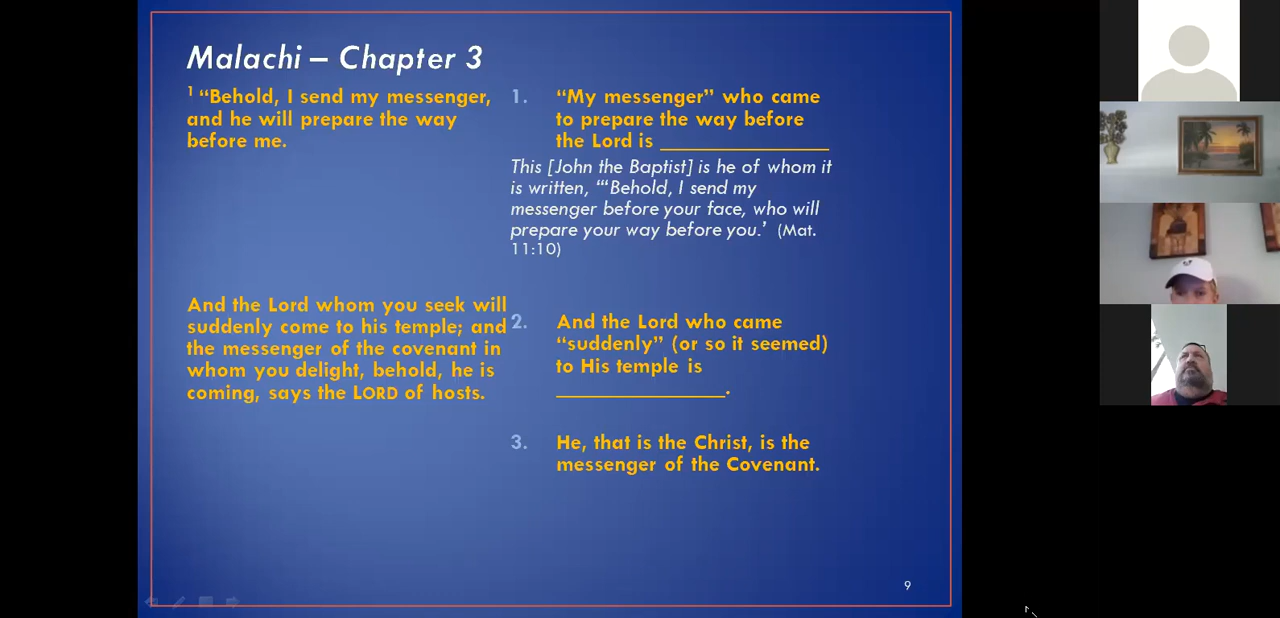 Malachi – Chapter 3
¹ “Behold, I send my messenger,
and he will prepare the way
before me.
And the Lord whom you seek will
suddenly come to his temple; and
the messenger of the covenant in
whom you delight, behold, he is
coming, says the LORD of hosts.
1. “My messenger” who came
to prepare the way before
the Lord is ________________
This [John the Baptist] is he of whom it
is written, “‘Behold, I send my
messenger before your face, who will
prepare your way before you.’ (Mat.
11:10)
2. And the Lord who came
“suddenly” (or so it seemed)
to His temple is
________________.
3. He, that is the Christ, is the
messenger of the Covenant.
9